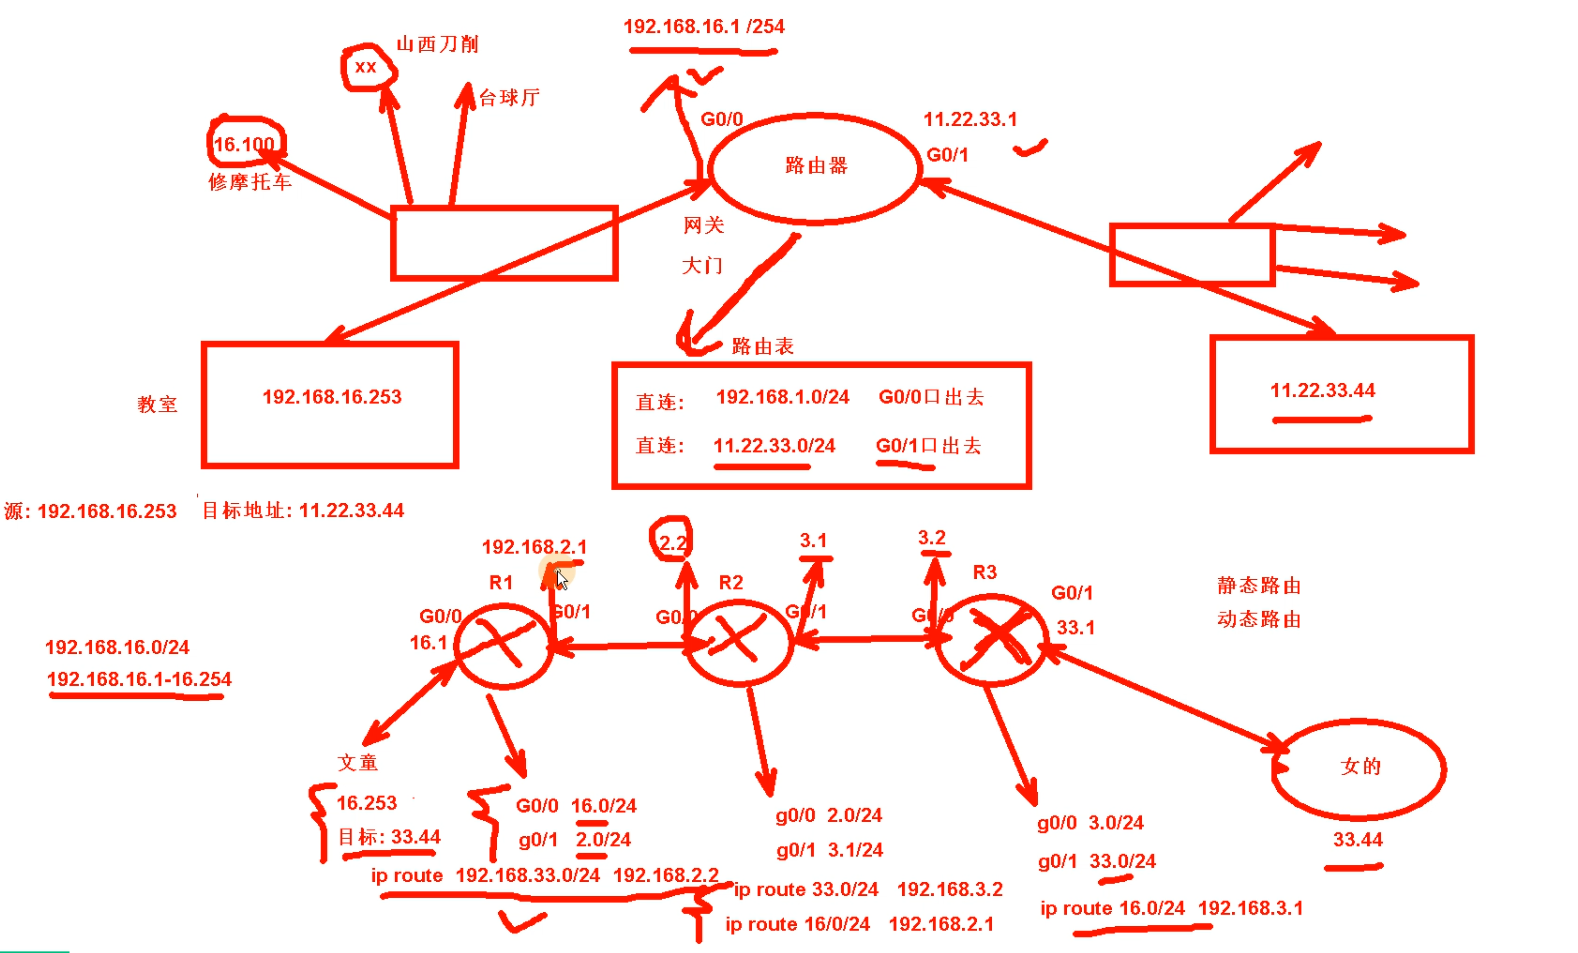 192.168.16.1 /254
山西刀削
xx
台球厅
16.100
修摩托车
G0/0
11.22.33.1
G0/1
路由器
网关
大门
路由表
教室
192.168.16.253
直连: 192.168.1.0/24 G0/0口出去
直连: 11.22.33.0/24 G0/1口出去
11.22.33.44
源: 192.168.16.253 目标地址: 11.22.33.44
192.168.2.1
2.2
3.1
3.2
R1
R2
R3
静态路由
动态路由
G0/0
16.1
G0/1
G0/0
G0/1
G0/0
G0/1
33.1
192.168.16.0/24
192.168.16.1-16.254
文童
16.253
目标: 33.44
G0/0 16.0/24
g0/1 2.0/24
ip route 192.168.33.0/24 192.168.2.2
g0/0 2.0/24
g0/1 3.1/24
ip route 33.0/24 192.168.3.2
ip route 16/0/24 192.168.2.1
g0/0 3.0/24
g0/1 33.0/24
ip route 16.0/24 192.168.3.1
女的
33.44